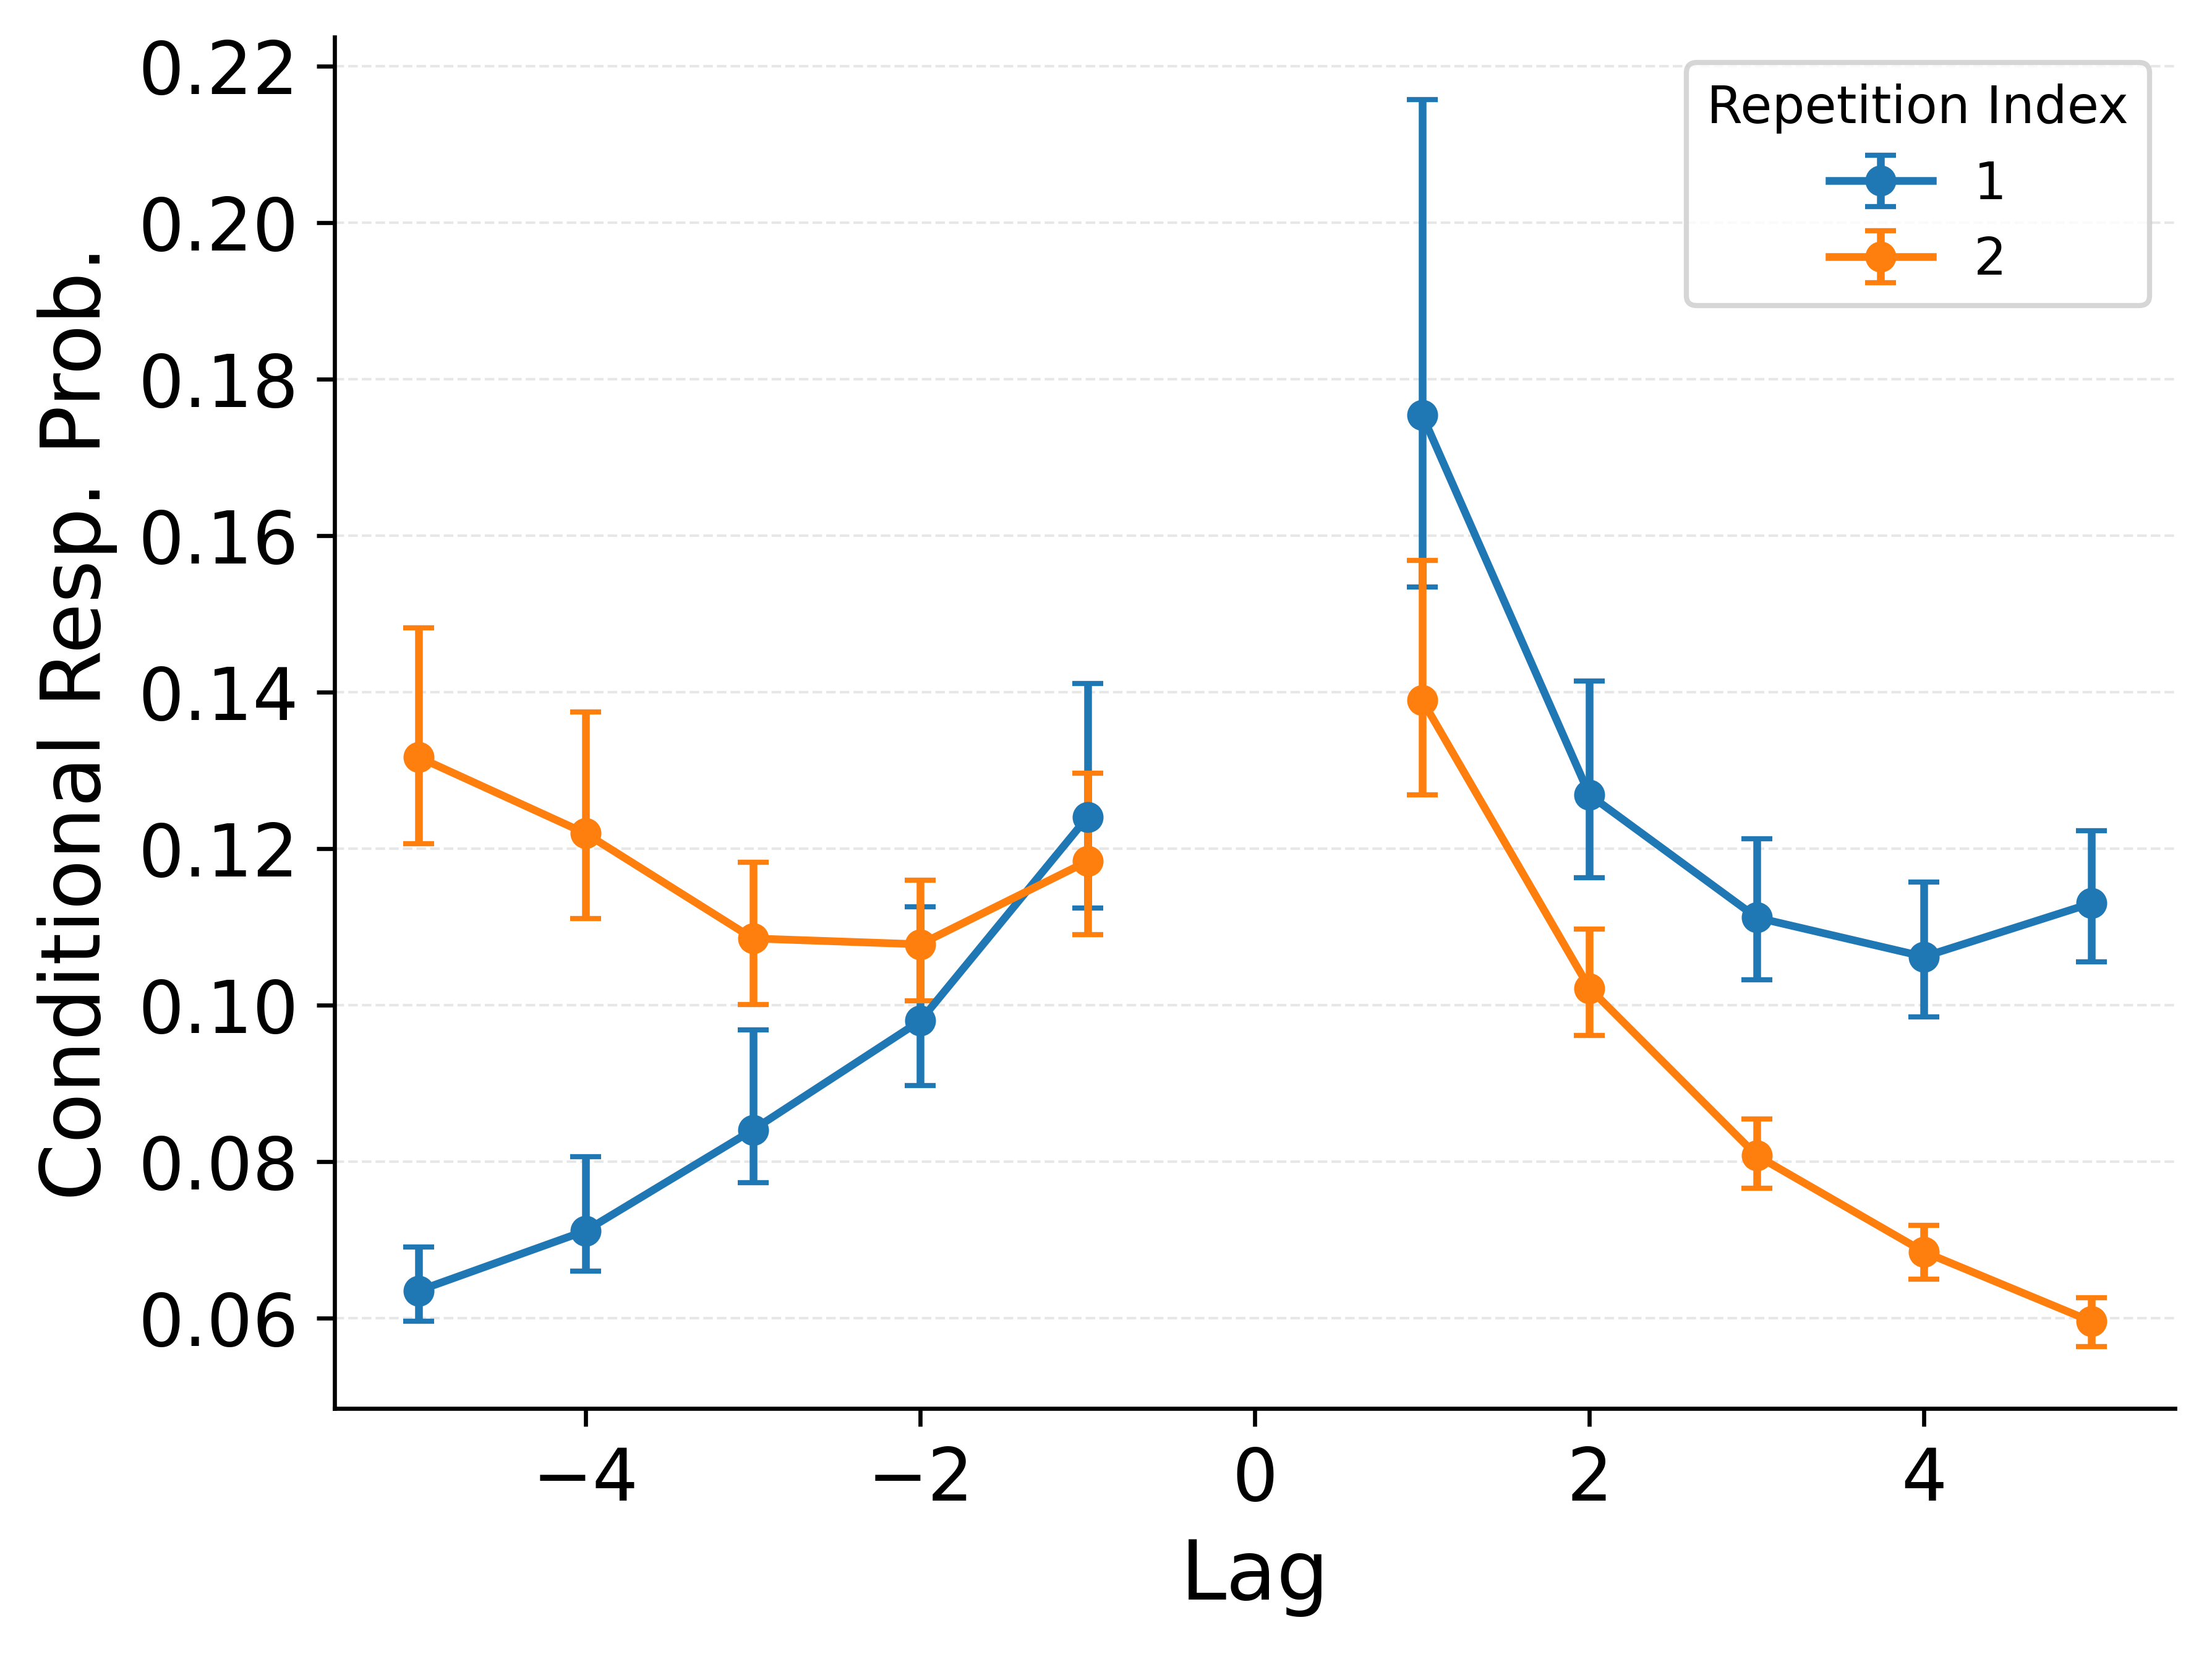 Conditional Resp. Prob.
0.22
0.20
0.18
0.16
0.14
0.12
0.10
0.08
0.06
Repetition Index
1
2
−4 −2 0 2 4
Lag